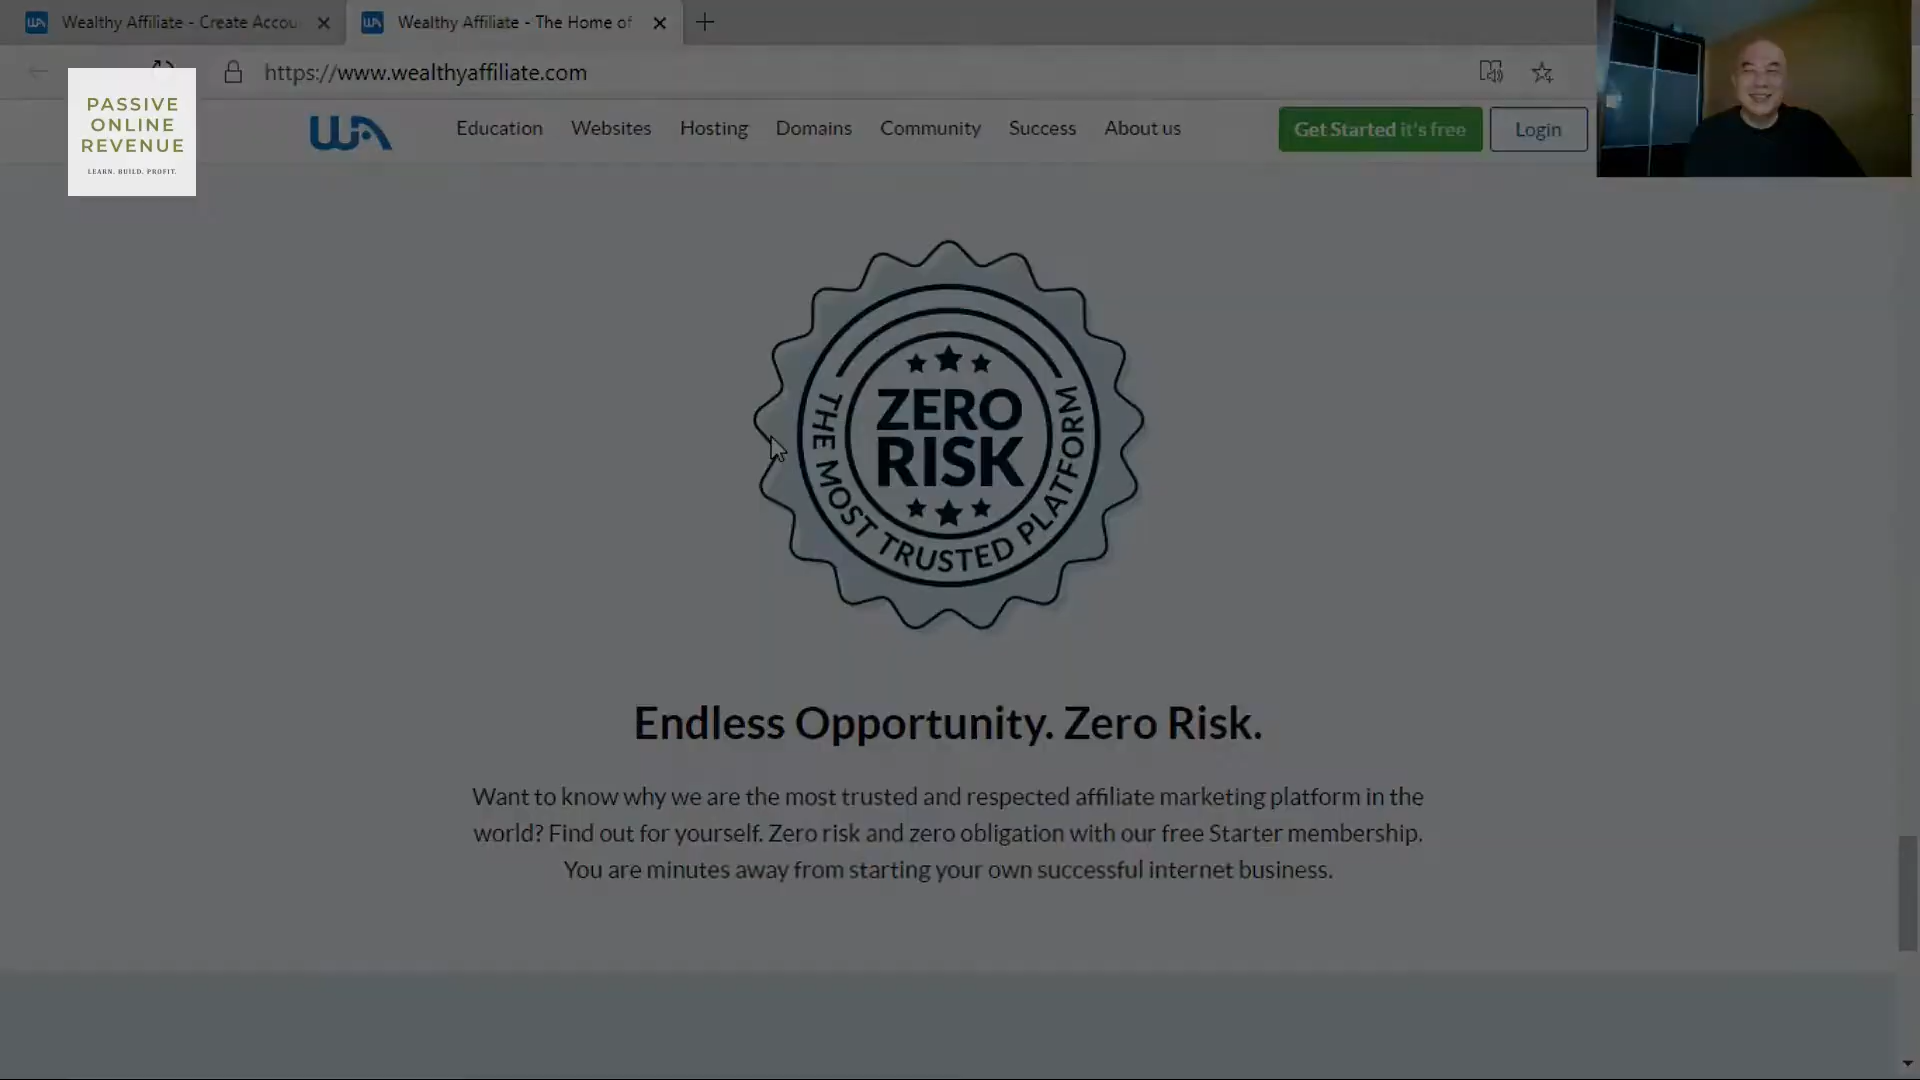 Wealthy Affiliate - Create Accou
Wealthy Affiliate - The Home of
https://www.wealthyaffiliate.com
PASSIVE
ONLINE
REVENUE
LEARN. BUILD. PROFIT.
WA
Education
Websites
Hosting
Domains
Community
Success
About us
Get Started it's free
Login
ZERO
RISK
THE MOST TRUSTED PLATFORM
Endless Opportunity. Zero Risk.
Want to know why we are the most trusted and respected affiliate marketing platform in the
world? Find out for yourself. Zero risk and zero obligation with our free Starter membership.
You are minutes away from starting your own successful internet business.